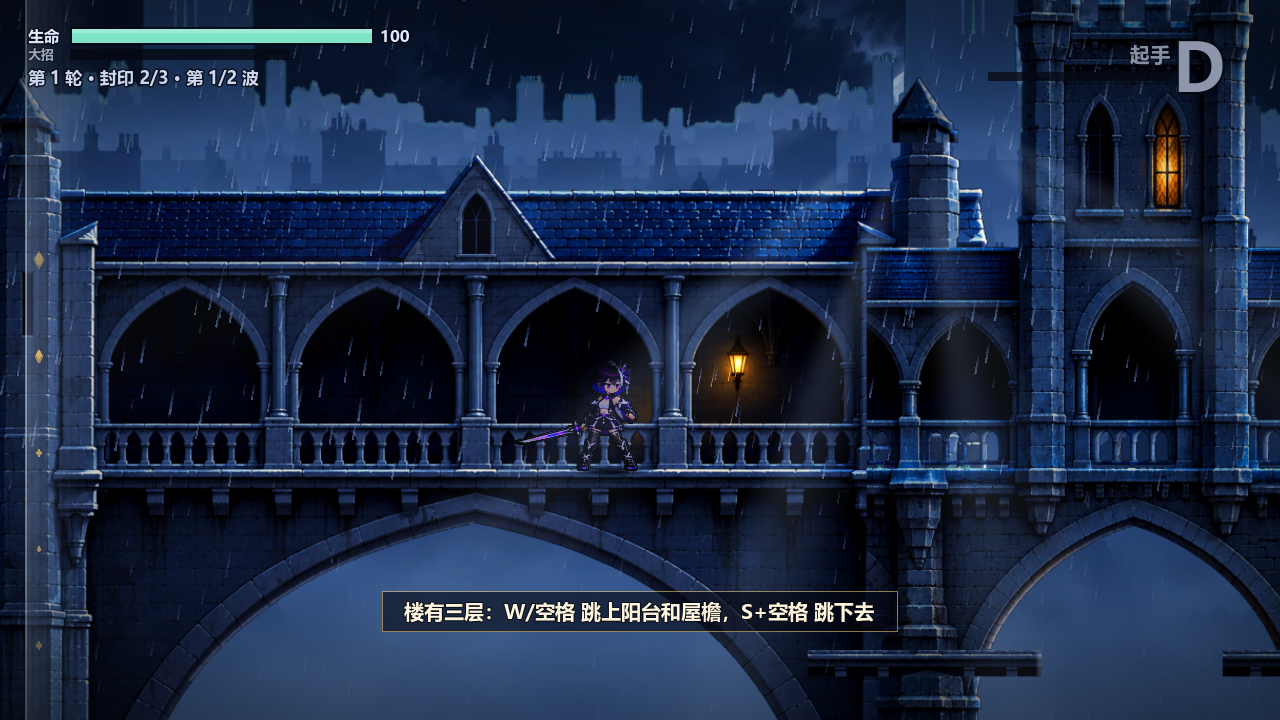 生命 100
大招
第 1 轮 • 封印 2/3 • 第 1/2 波
起手 D
楼有三层：W/空格 跳上阳台和屋檐，S+空格 跳下去